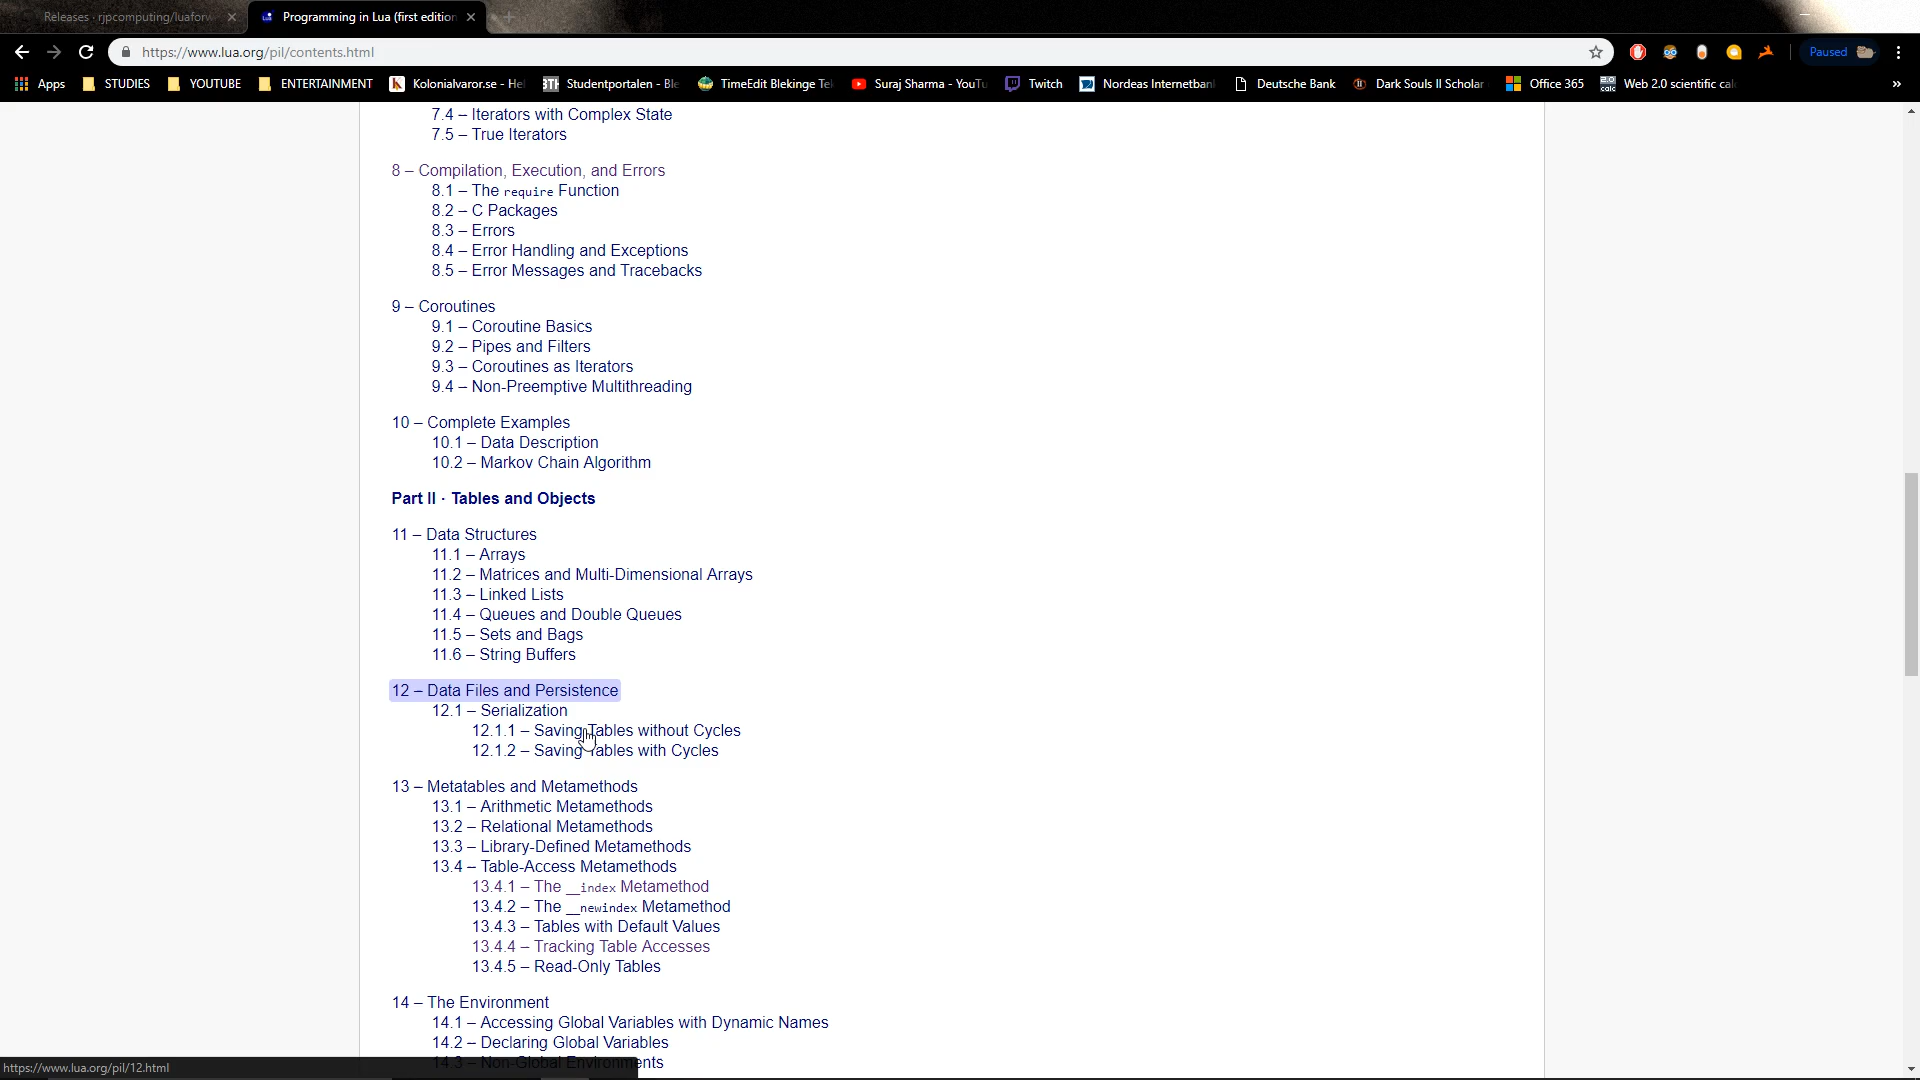 Releases · rjpcomputing/luaforw
Programming in Lua (first edition
https://www.lua.org/pil/contents.html
Paused
Apps
STUDIES
YOUTUBE
ENTERTAINMENT
Kolonialvaror.se - He
Studentportalen - Ble
TimeEdit Blekinge Te
Suraj Sharma - YouTu
Twitch
Nordeas Internetban
Deutsche Bank
Dark Souls II Scholar
Office 365
Web 2.0 scientific calc
»
7.4 – Iterators with Complex State
7.5 – True Iterators
8 – Compilation, Execution, and Errors
8.1 – The require Function
8.2 – C Packages
8.3 – Errors
8.4 – Error Handling and Exceptions
8.5 – Error Messages and Tracebacks
9 – Coroutines
9.1 – Coroutine Basics
9.2 – Pipes and Filters
9.3 – Coroutines as Iterators
9.4 – Non-Preemptive Multithreading
10 – Complete Examples
10.1 – Data Description
10.2 – Markov Chain Algorithm
Part II · Tables and Objects
11 – Data Structures
11.1 – Arrays
11.2 – Matrices and Multi-Dimensional Arrays
11.3 – Linked Lists
11.4 – Queues and Double Queues
11.5 – Sets and Bags
11.6 – String Buffers
12 – Data Files and Persistence
12.1 – Serialization
12.1.1 – Saving Tables without Cycles
12.1.2 – Saving Tables with Cycles
13 – Metatables and Metamethods
13.1 – Arithmetic Metamethods
13.2 – Relational Metamethods
13.3 – Library-Defined Metamethods
13.4 – Table-Access Metamethods
13.4.1 – The __index Metamethod
13.4.2 – The __newindex Metamethod
13.4.3 – Tables with Default Values
13.4.4 – Tracking Table Accesses
13.4.5 – Read-Only Tables
14 – The Environment
14.1 – Accessing Global Variables with Dynamic Names
14.2 – Declaring Global Variables
14.3 – Non-Global Environments
https://www.lua.org/pil/12.html